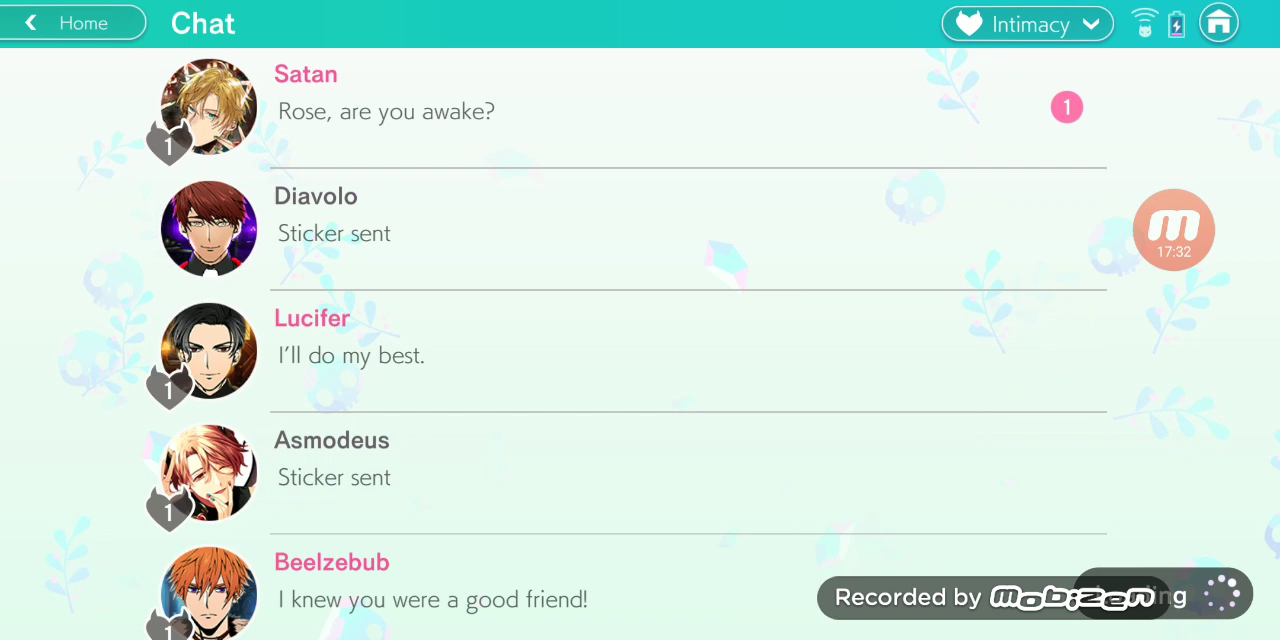 Home
Chat
Intimacy
Satan
Rose, are you awake?
1
1
Diavolo
Sticker sent
m
17:32
Lucifer
I'll do my best.
1
Asmodeus
Sticker sent
1
Beelzebub
I knew you were a good friend!
1
Recorded by mobizen